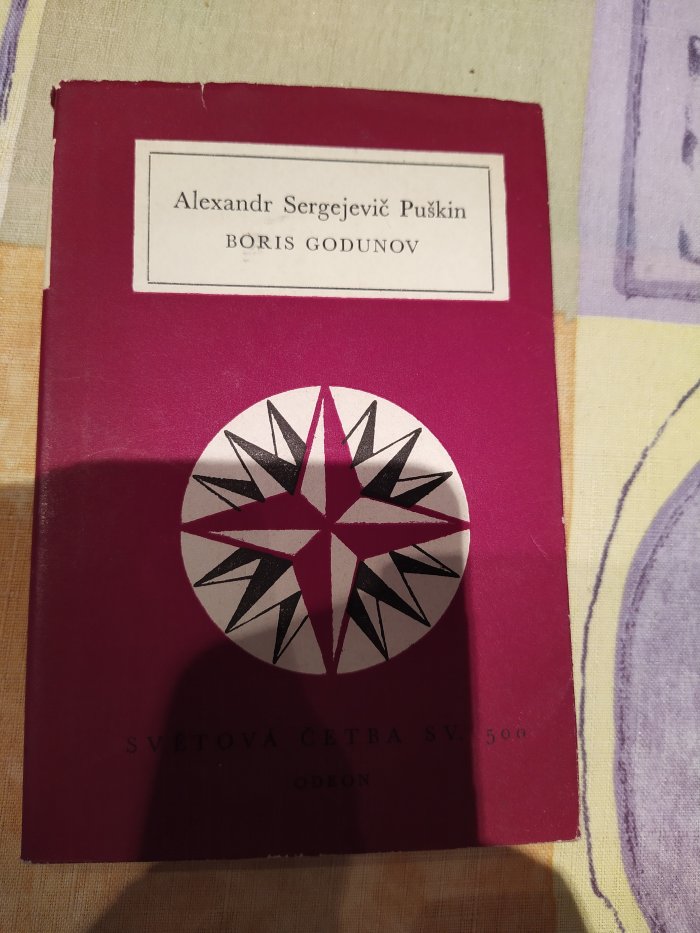 Alexandr Sergejevič Puškin
BORIS GODUNOV
SVĚTOVÁ ČETBA SV. 500
ODEON